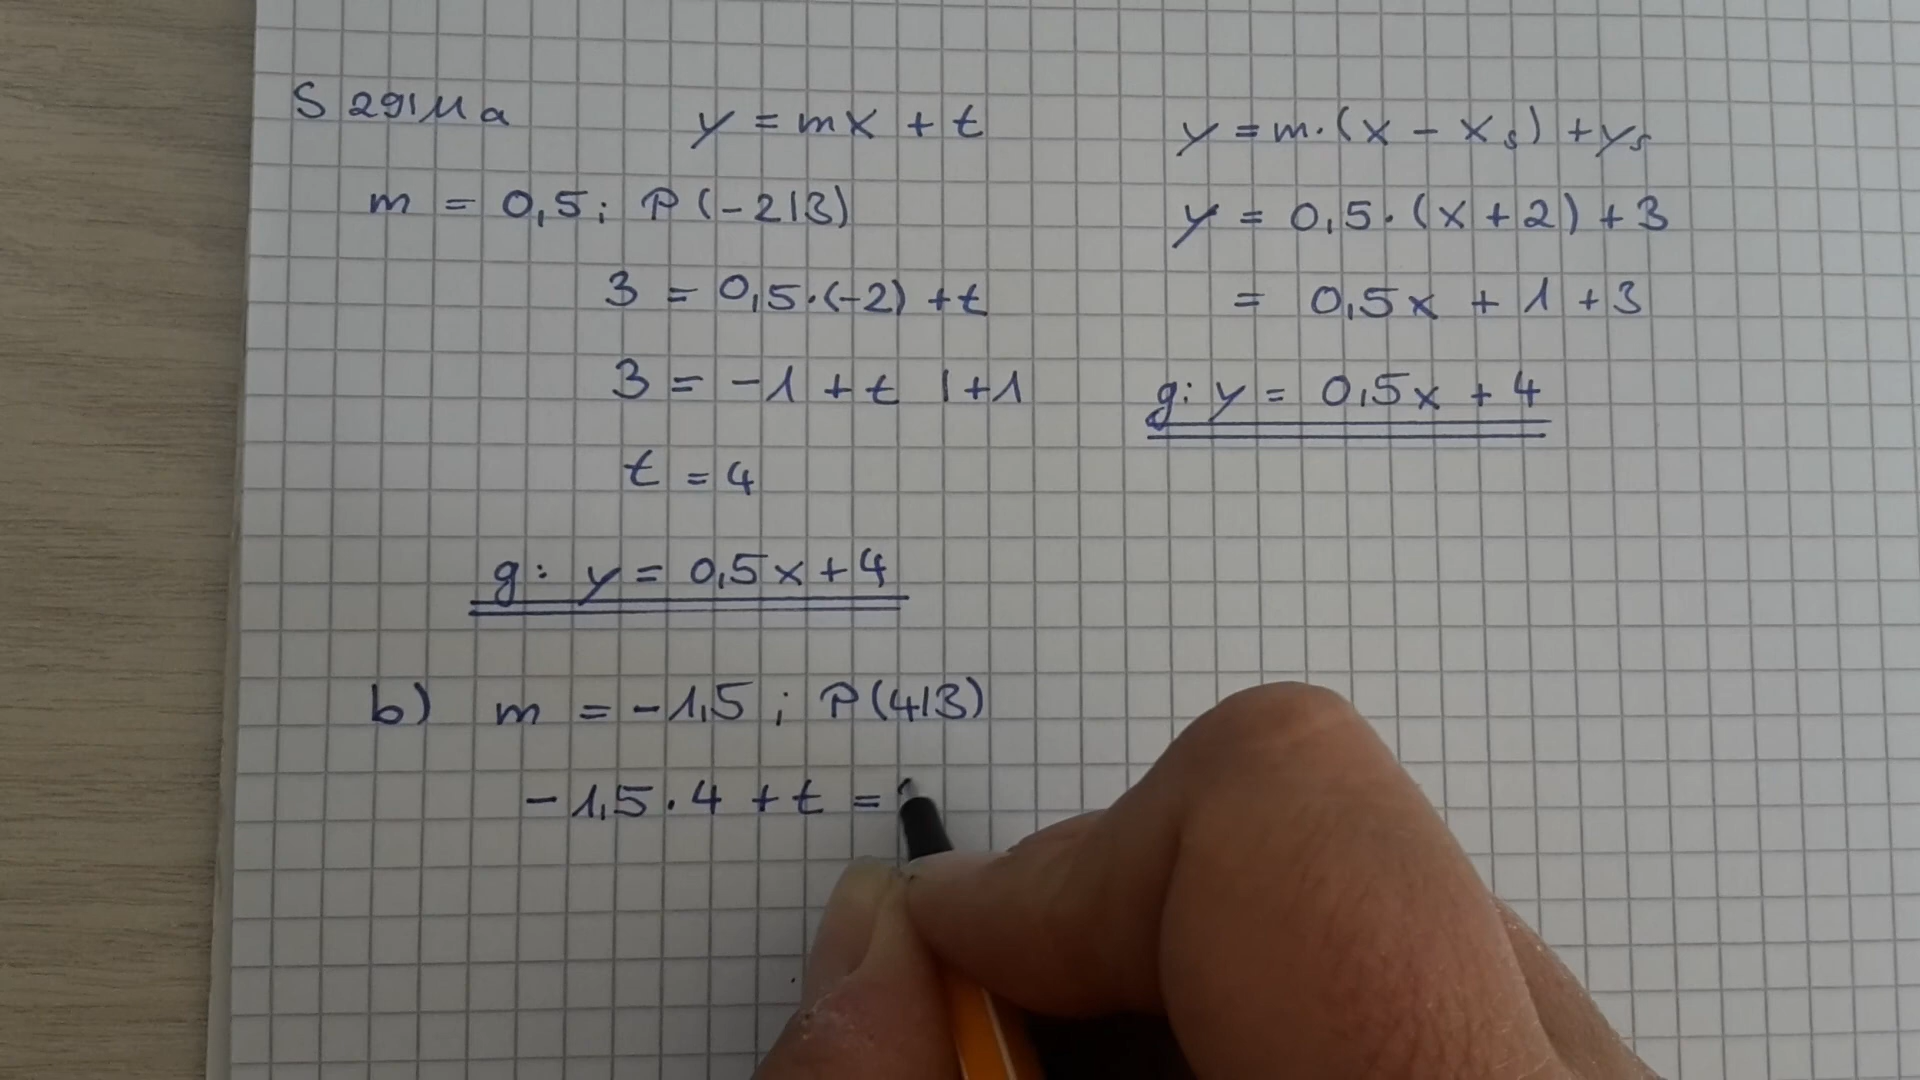 S 29/11 a
y = mx + t
m = 0,5; P(-2|3)
3 = 0,5·(-2) + t
3 = -1 + t |+1
t = 4
g: y = 0,5x + 4
y = m·(x - xs) + ys
y = 0,5·(x + 2) + 3
= 0,5x + 1 + 3
g: y = 0,5x + 4
b) m = -1,5; P(4|3)
-1,5·4 + t =